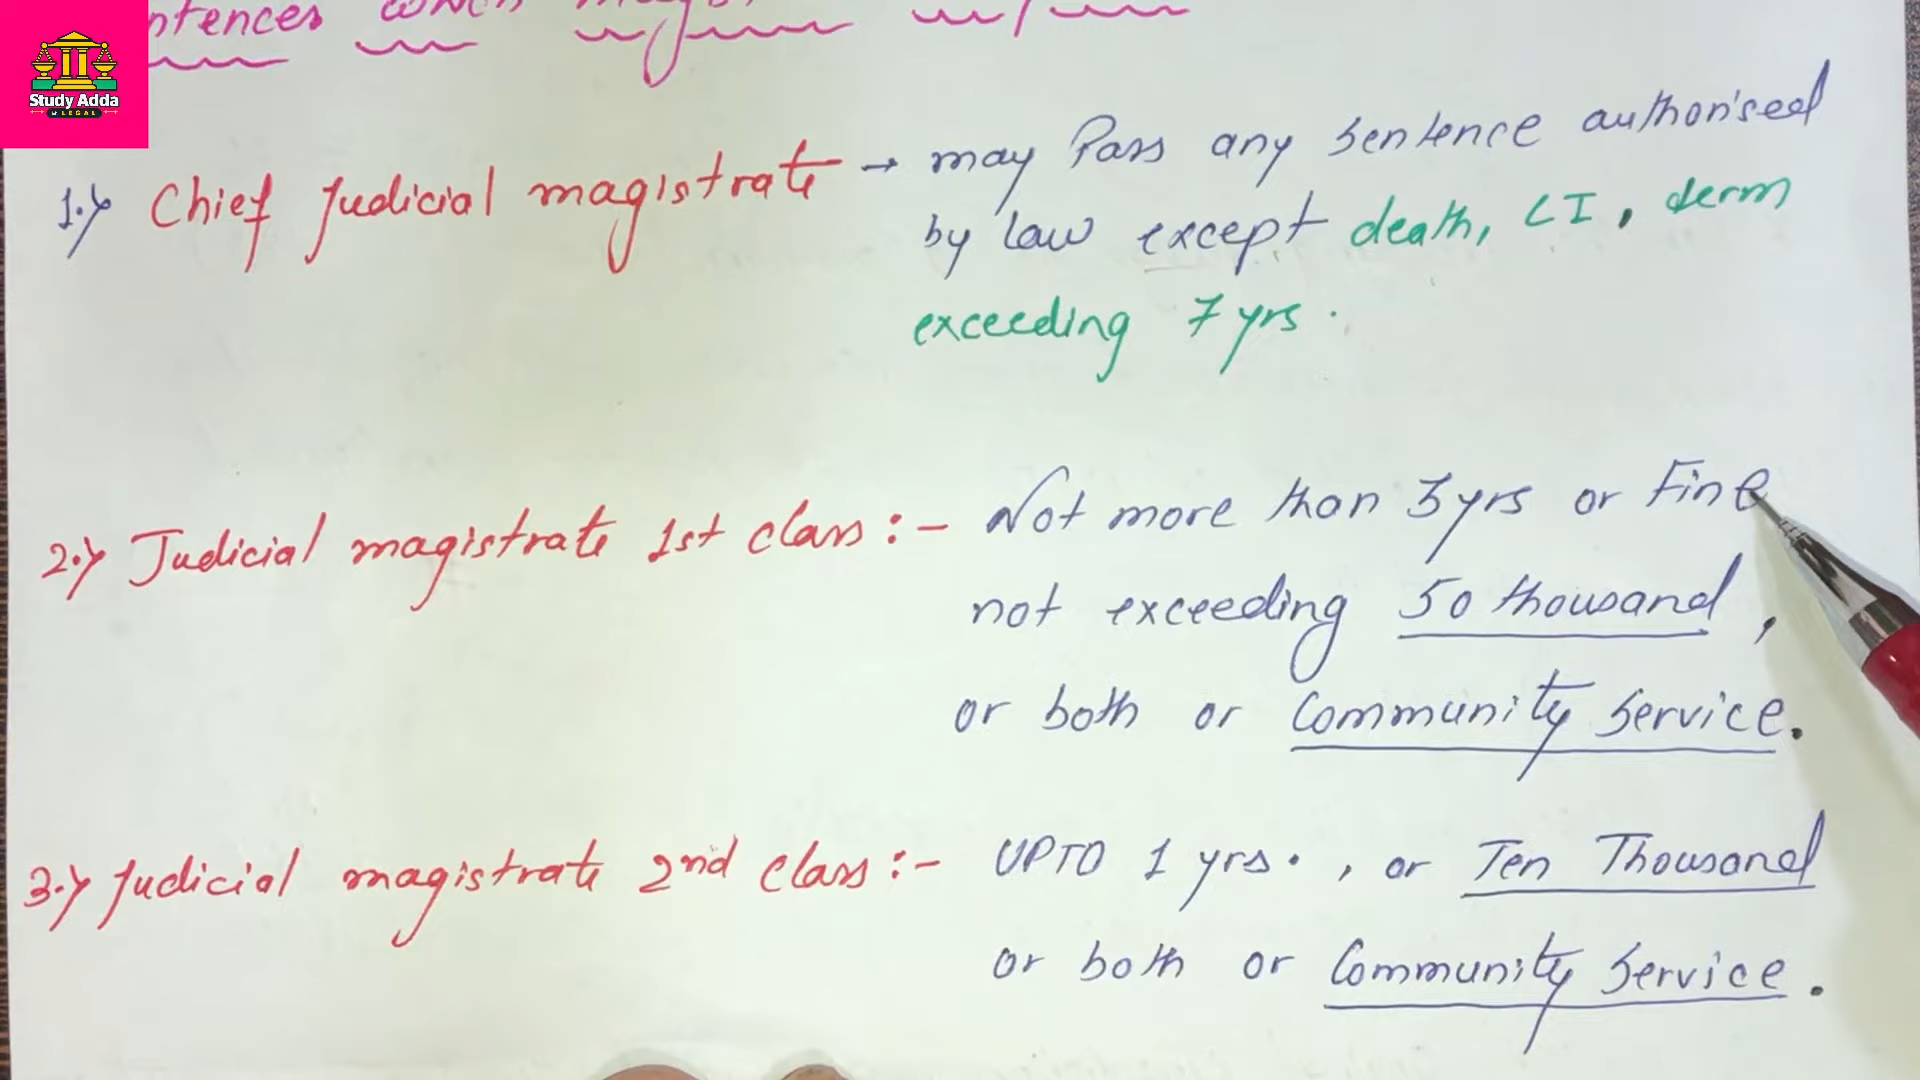 Study Adda
LEGAL
1.) Chief Judicial magistrate → may Pass any sentence authorised
by law except death, LI, term
exceeding 7 yrs.
2.) Judicial magistrate 1st class :- Not more than 3 yrs or Fine
not exceeding 50 thousand,
or both or Community Service.
3.) Judicial magistrate 2nd class :- UPTO 1 yrs. , or Ten Thousand
or both or Community Service.